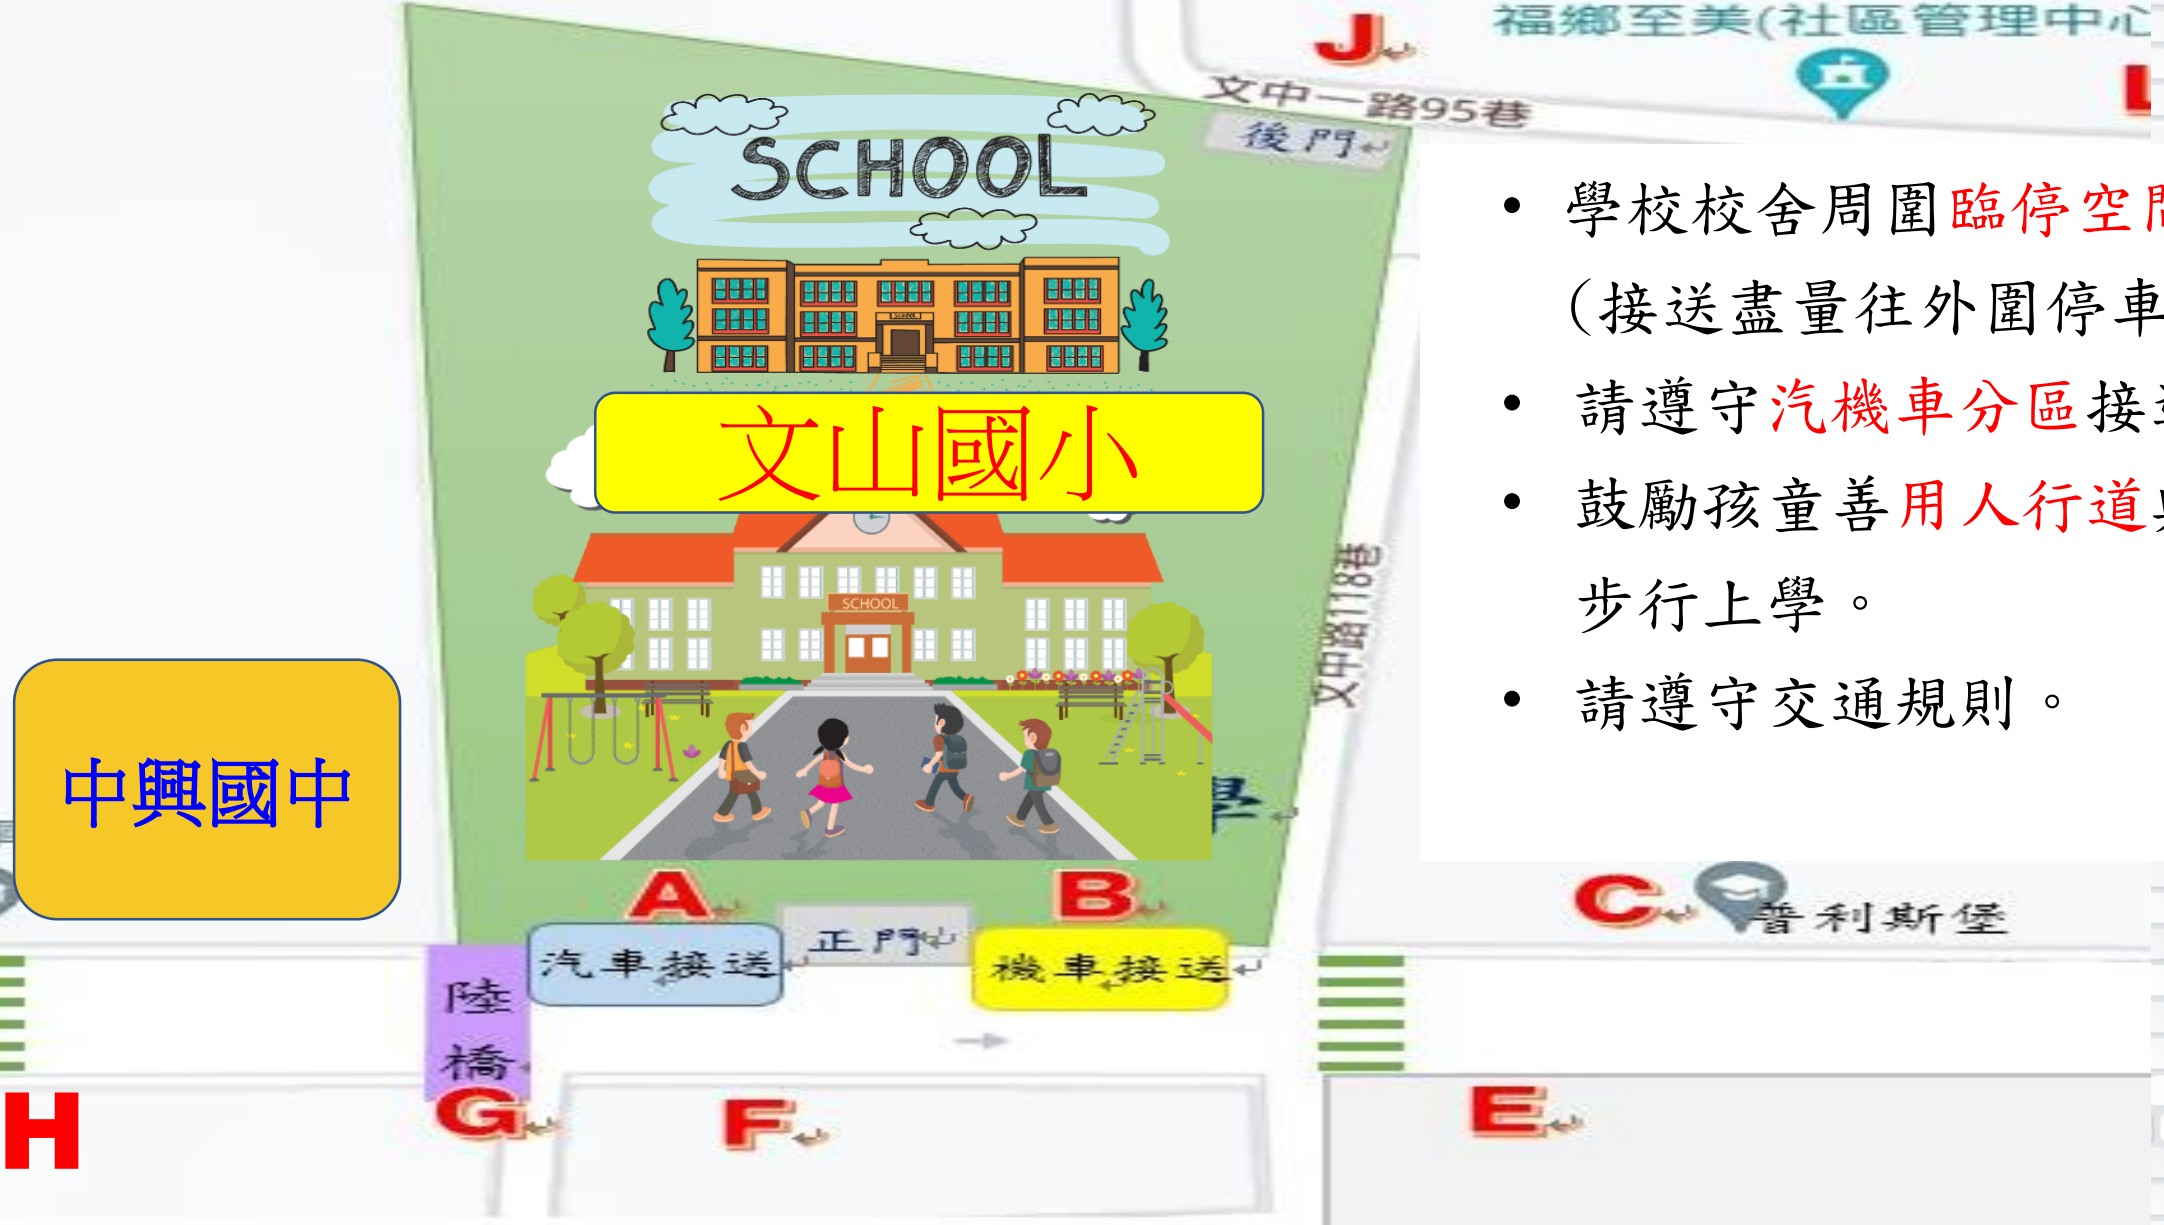 J
福鄉至美(社區管理中心
L
文中一路95巷
後門
SCHOOL
SCHOOL
• 學校校舍周圍臨停空間
(接送盡量往外圍停車
• 請遵守汽機車分區接送
• 鼓勵孩童善用人行道與
步行上學。
• 請遵守交通規則。
文山國小
SCHOOL
文中路118巷
中興國中
學
A
B
C
普利斯堡
汽車接送
正門
機車接送
陸橋
H
G
F
E